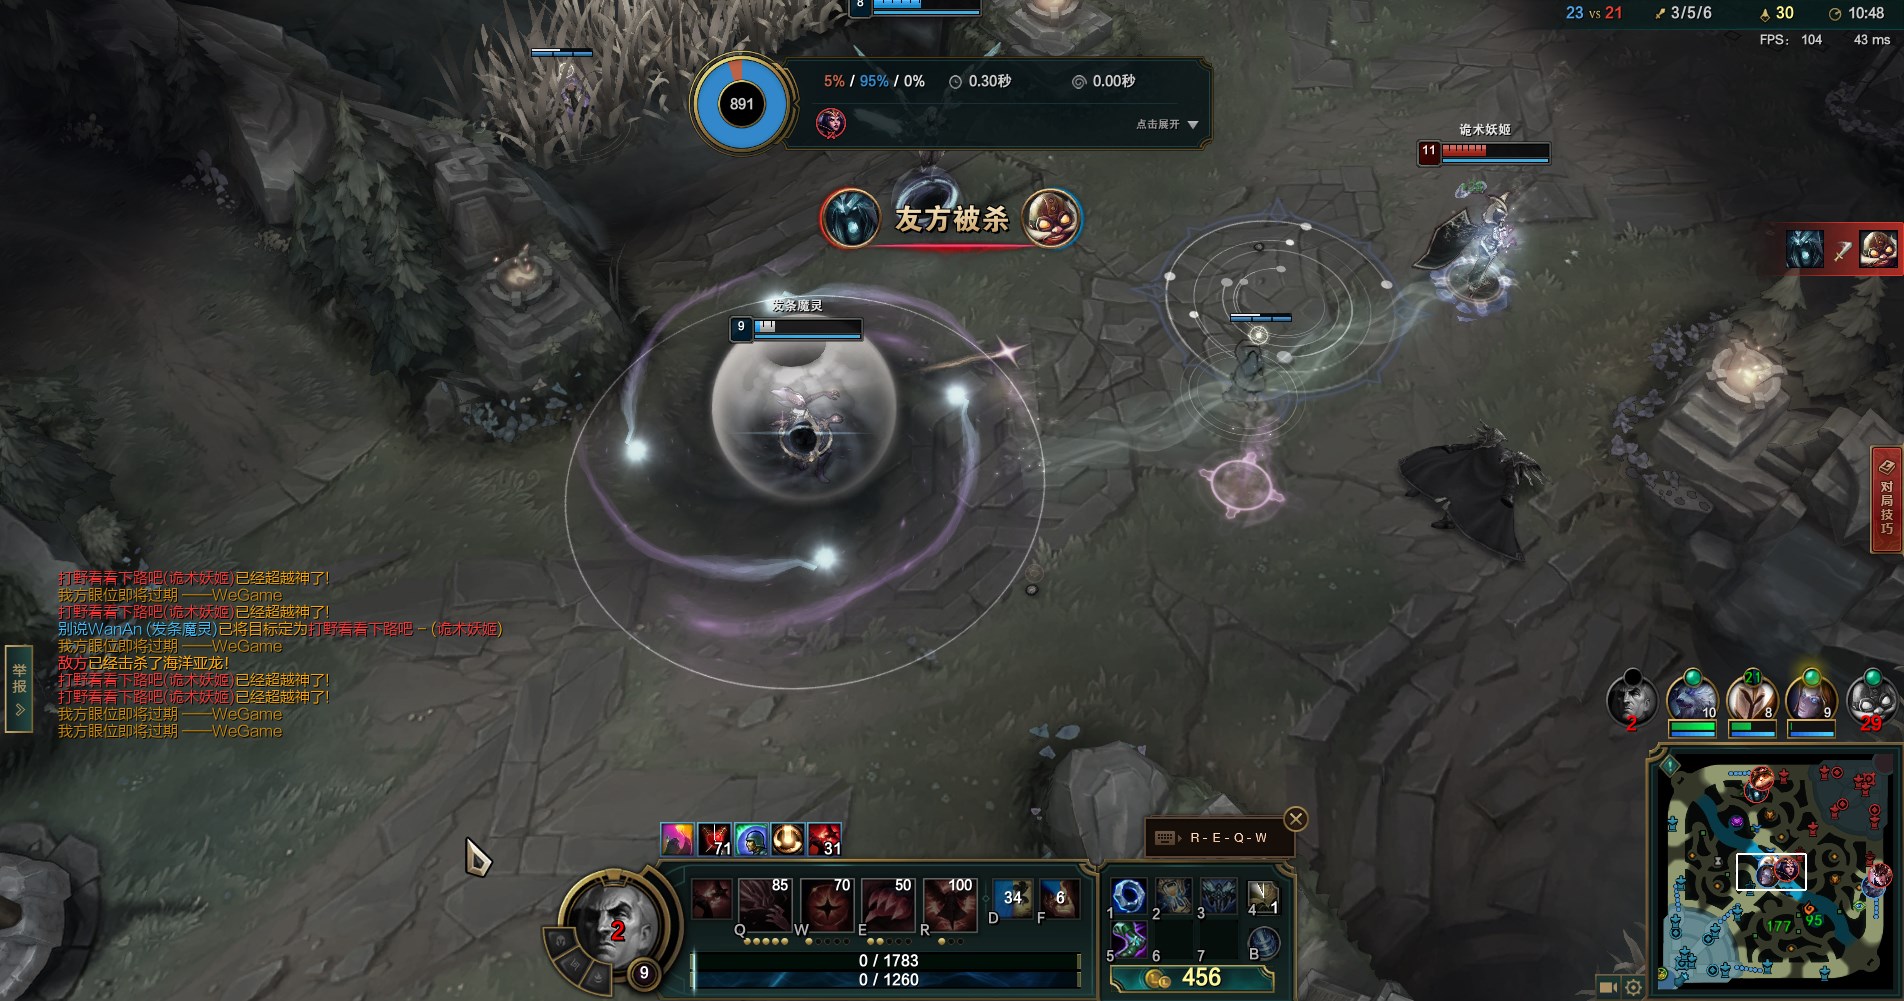 8
23 vs 21 3/5/6 30 10:48
FPS: 104 43 ms
5% / 95% / 0% 0.30秒 0.00秒
891
点击展开
诡术妖姬
11
友方被杀
发条魔灵
9
对局技巧
打野看看下路吧(诡术妖姬)已经超越神了!
我方眼位即将过期 ——WeGame
打野看看下路吧(诡术妖姬)已经超越神了!
别说WanAn (发条魔灵)已将目标定为打野看看下路吧 - (诡术妖姬)
我方眼位即将过期 ——WeGame
敌方已经击杀了海洋亚龙!
打野看看下路吧(诡术妖姬)已经超越神了!
打野看看下路吧(诡术妖姬)已经超越神了!
我方眼位即将过期 ——WeGame
我方眼位即将过期 ——WeGame
举报
21
10 8 9
2 29
71 31
R - E - Q - W
85 70 50 100 34 6
Q W E R D F
1 2 3 4 1
5 6 7 B
2
9
0 / 1783
0 / 1260
456
177 95